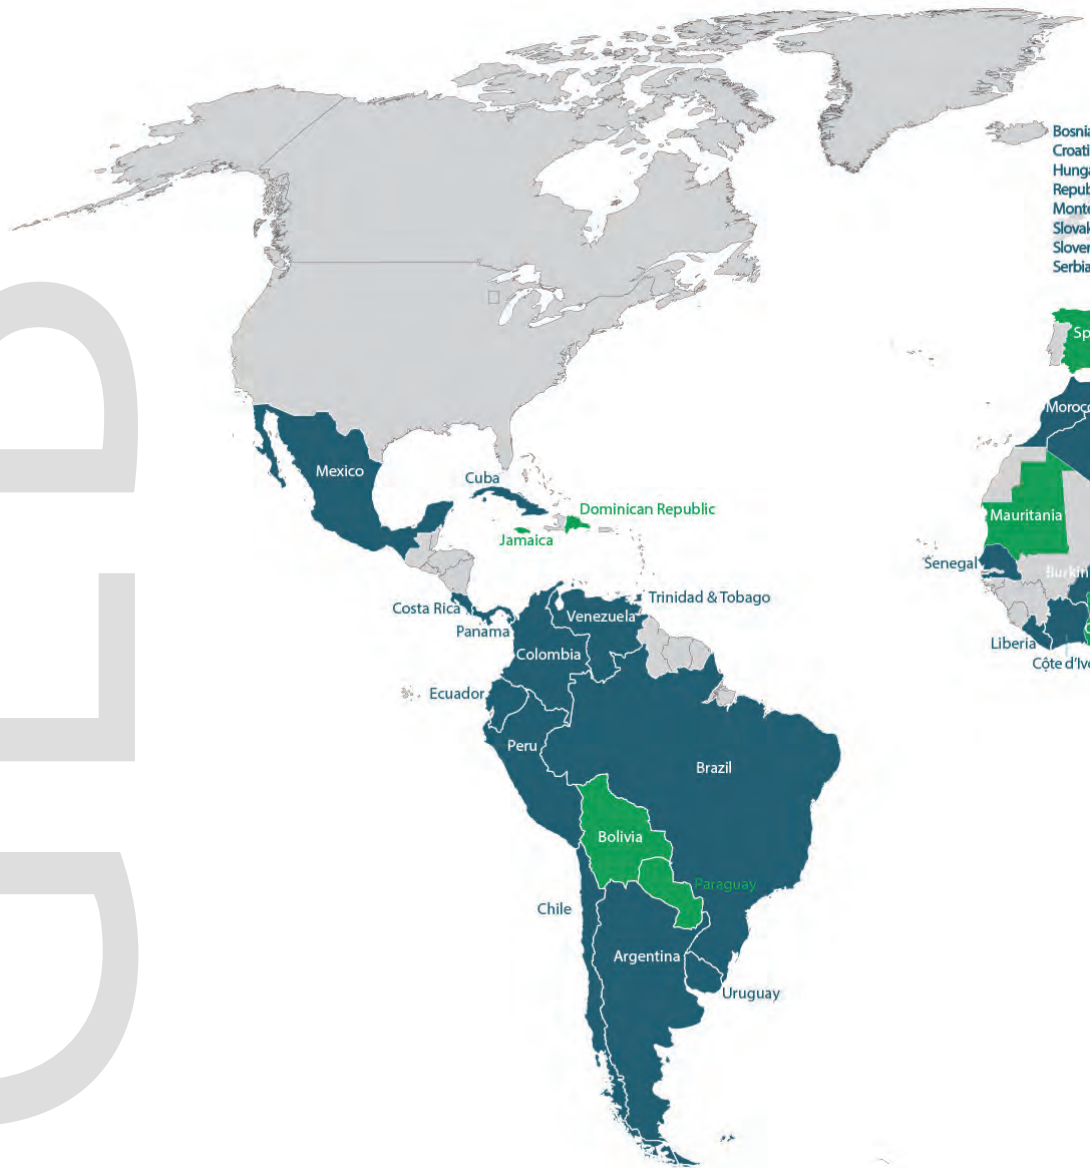 Bosnia
Croati
Hunga
Repub
Monte
Slovak
Sloven
Serbia
Sp
Moroc
Mexico
Cuba
Dominican Republic
Jamaica
Mauritania
Senegal
Burkin
Costa Rica
Trinidad & Tobago
Venezuela
Panama
Colombia
Liberia
Côte d'Ivo
Ecuador
Peru
Brazil
Bolivia
Paraguay
Chile
Argentina
Uruguay